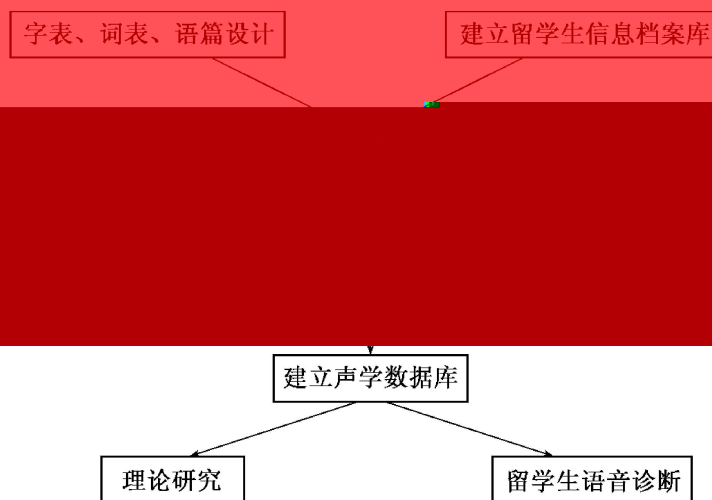 字表、词表、语篇设计
建立留学生信息档案库
建立声学数据库
理论研究
留学生语音诊断